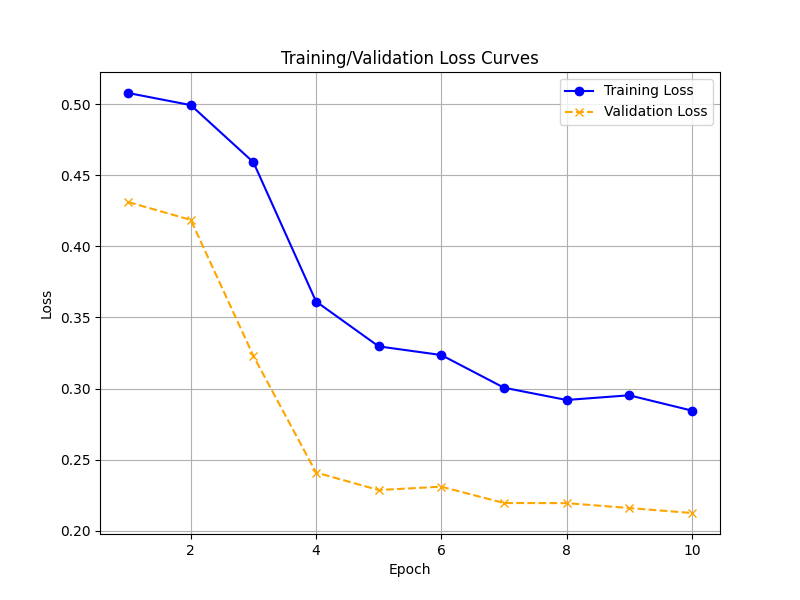 Training/Validation Loss Curves
Training Loss
Validation Loss
0.50
0.45
0.40
0.35
0.30
0.25
0.20
Loss
2 4 6 8 10
Epoch